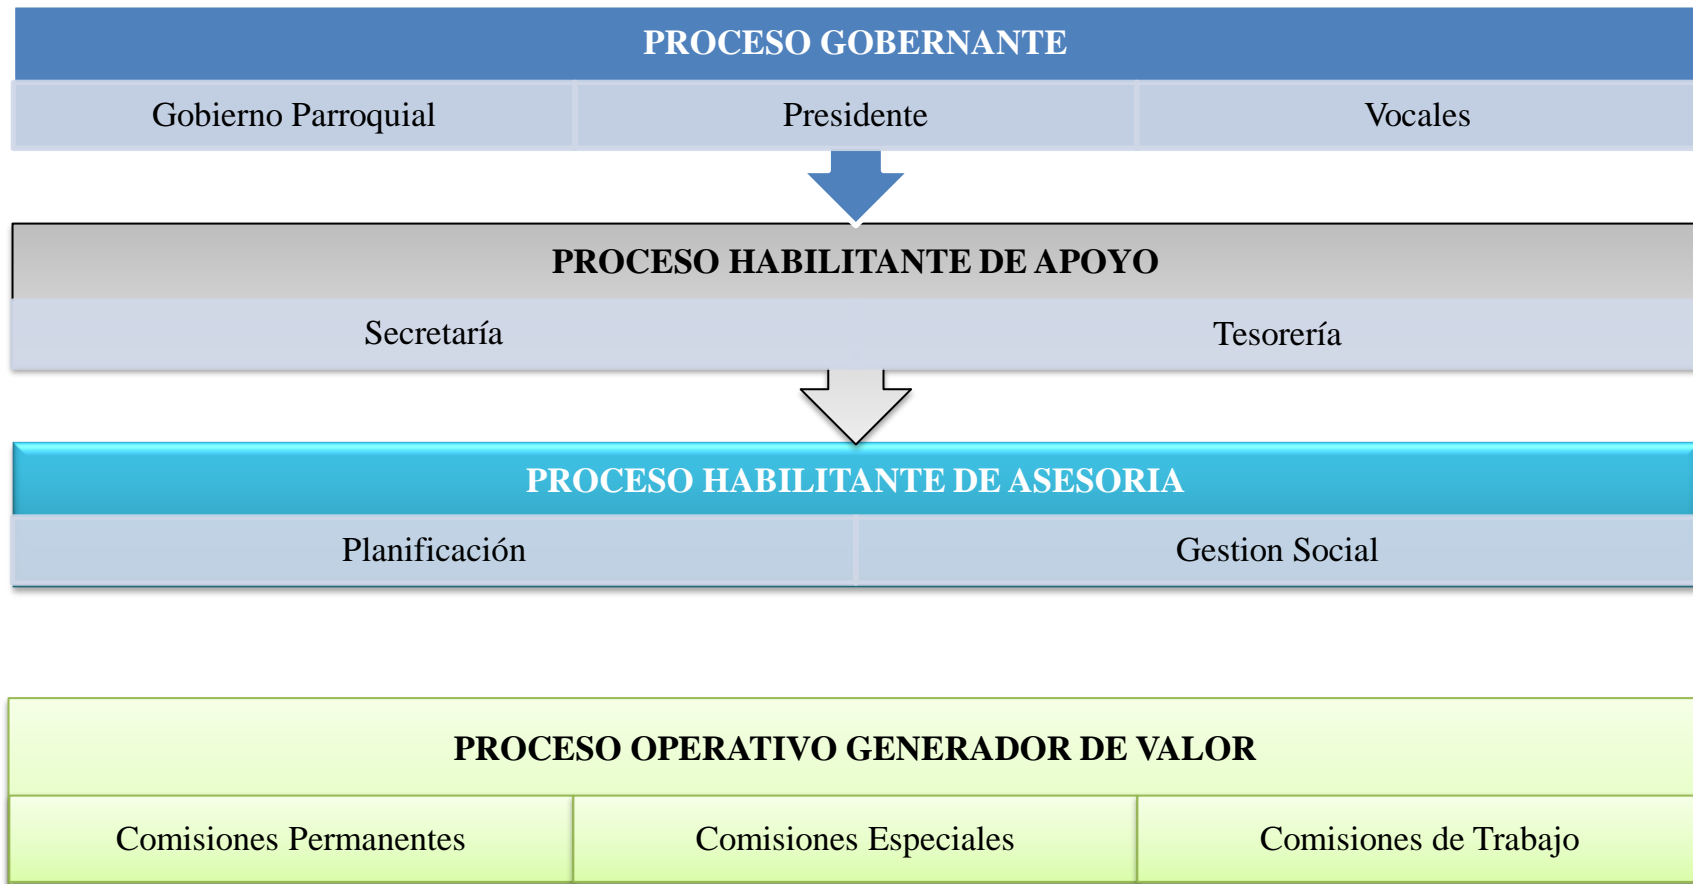 PROCESO GOBERNANTE
Gobierno Parroquial
Presidente
Vocales
PROCESO HABILITANTE DE APOYO
Secretaría
Tesorería
PROCESO HABILITANTE DE ASESORIA
Planificación
Gestion Social
PROCESO OPERATIVO GENERADOR DE VALOR
Comisiones Permanentes
Comisiones Especiales
Comisiones de Trabajo